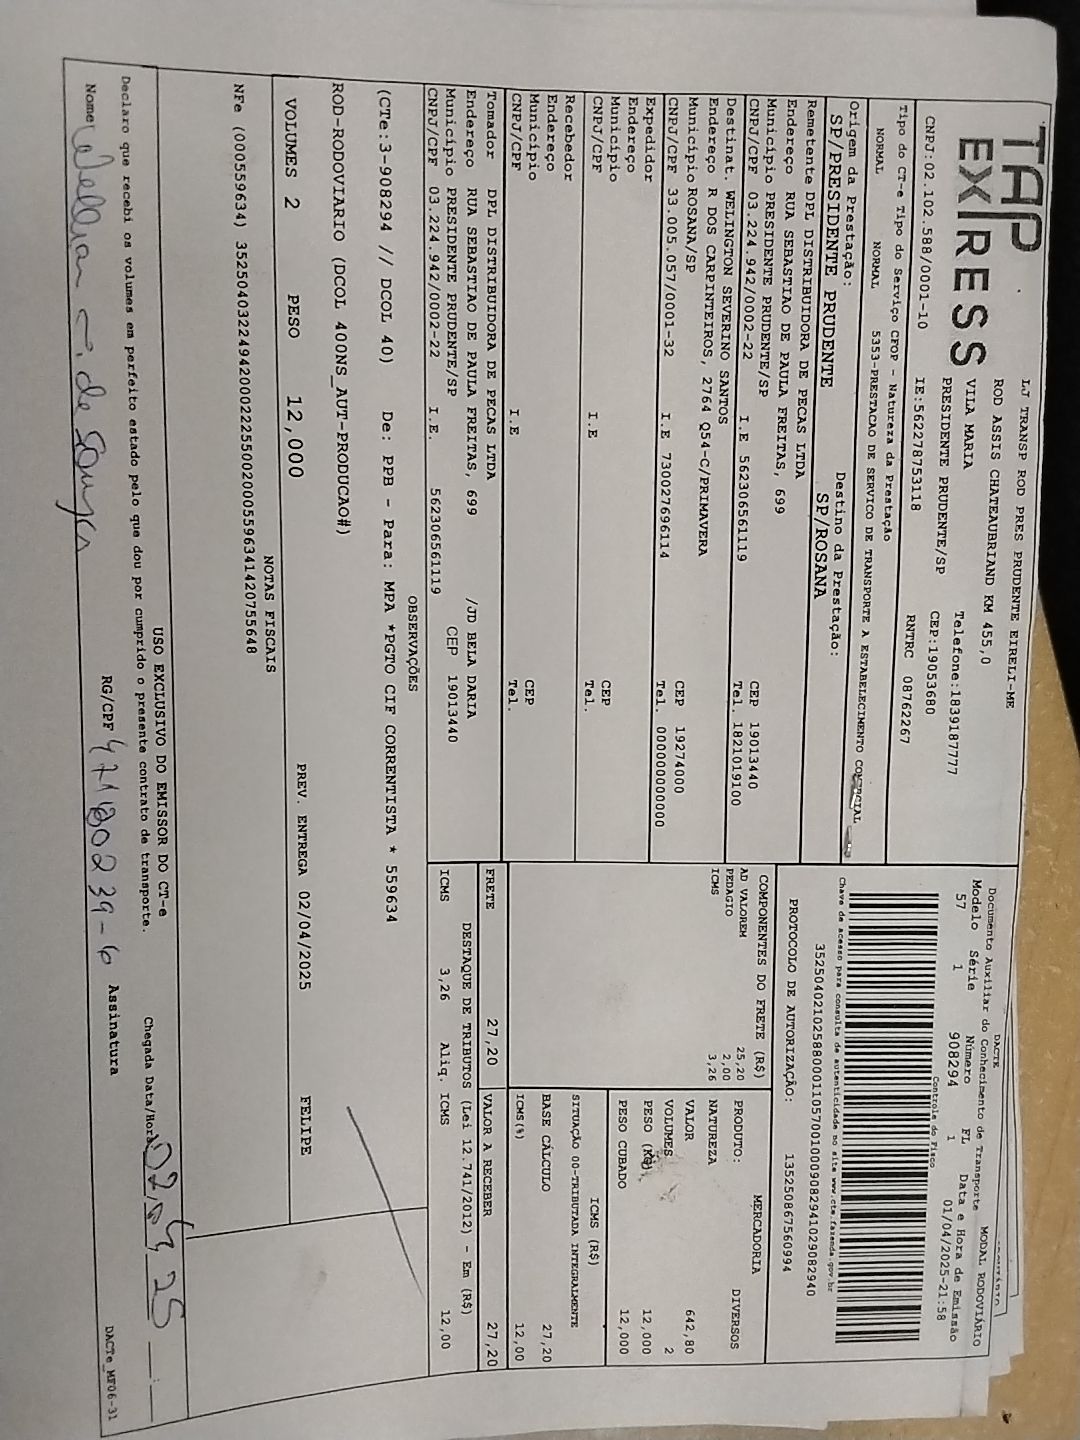 TAP
EXPRESS
LJ TRANSP ROD PRES PRUDENTE EIRELI-ME
ROD ASSIS CHATEAUBRIAND KM 455,0
VILA MARIA Telefone:1839187777
PRESIDENTE PRUDENTE/SP CEP:19053680
CNPJ:02.102.588/0001-10 IE:562278753118 RNTRC 08762267
Tipo do CT-e Tipo do Serviço CFOP - Natureza da Prestação
NORMAL NORMAL 5353-PRESTACAO DE SERVICO DE TRANSPORTE A ESTABELECIMENTO COMERCIAL
Origem da Prestação: Destino da Prestação:
SP/PRESIDENTE PRUDENTE SP/ROSANA
Remetente DPL DISTRIBUIDORA DE PECAS LTDA
Endereço RUA SEBASTIAO DE PAULA FREITAS, 699
Município PRESIDENTE PRUDENTE/SP CEP 19013440
CNPJ/CPF 03.224.942/0002-22 I.E 562306561119 Tel. 1821019100
Destinat. WELINGTON SEVERINO SANTOS
Endereço R DOS CARPINTEIROS, 2764 Q54-C/PRIMAVERA
Município ROSANA/SP CEP 19274000
CNPJ/CPF 33.005.057/0001-32 I.E 730027696114 Tel. 000000000000
Expedidor
Endereço
Município CEP
CNPJ/CPF I.E Tel.
Recebedor
Endereço
Município CEP
CNPJ/CPF I.E Tel.
Tomador DPL DISTRIBUIDORA DE PECAS LTDA
Endereço RUA SEBASTIAO DE PAULA FREITAS, 699 /JD BELA DARIA
Município PRESIDENTE PRUDENTE/SP CEP 19013440
CNPJ/CPF 03.224.942/0002-22 I.E. 562306561119
DACTE
Documento Auxiliar do Conhecimento de Transporte MODAL RODOVIÁRIO
Modelo Série Número FL Data e Hora de Emissão
57 1 908294 1 01/04/2025-21:58
Controle do Fisco
Chave de acesso para consulta de autenticidade no site www.cte.fazenda.gov.br
35250402102588000110570010009082941029082940
PROTOCOLO DE AUTORIZAÇÃO: 135250867560994
COMPONENTES DO FRETE (R$)
AD VALOREM 25,20
PEDAGIO 2,00
ICMS 3,26
MERCADORIA
PRODUTO: DIVERSOS
NATUREZA
VALOR 642,80
VOLUMES 2
PESO (KG) 12,000
PESO CUBADO 12,000
ICMS (R$)
SITUAÇÃO 00-TRIBUTADA INTEGRALMENTE
BASE CÁLCULO 27,20
ICMS(%) 12,00
FRETE 27,20 VALOR A RECEBER 27,20
DESTAQUE DE TRIBUTOS (Lei 12.741/2012) - Em (R$)
ICMS 3,26 Aliq. ICMS 12,00
OBSERVAÇÕES
(CTe:3-908294 // DCOL 40) De: PPB - Para: MPA *PGTO CIF CORRENTISTA * 559634
ROD-RODOVIARIO (DCOL 400NS_AUT-PRODUCAO#)
VOLUMES 2 PESO 12,000 PREV. ENTREGA 02/04/2025 FELIPE
NOTAS FISCAIS
NFe (000559634) 35250403224942000222550020005596341420755648
USO EXCLUSIVO DO EMISSOR DO CT-e
Declaro que recebi os volumes em perfeito estado pelo que dou por cumprido o presente contrato de transporte. Chegada Data/Hora 02,04,25 __:__
Nome de Souza RG/CPF Assinatura
DACTe_MF06-31